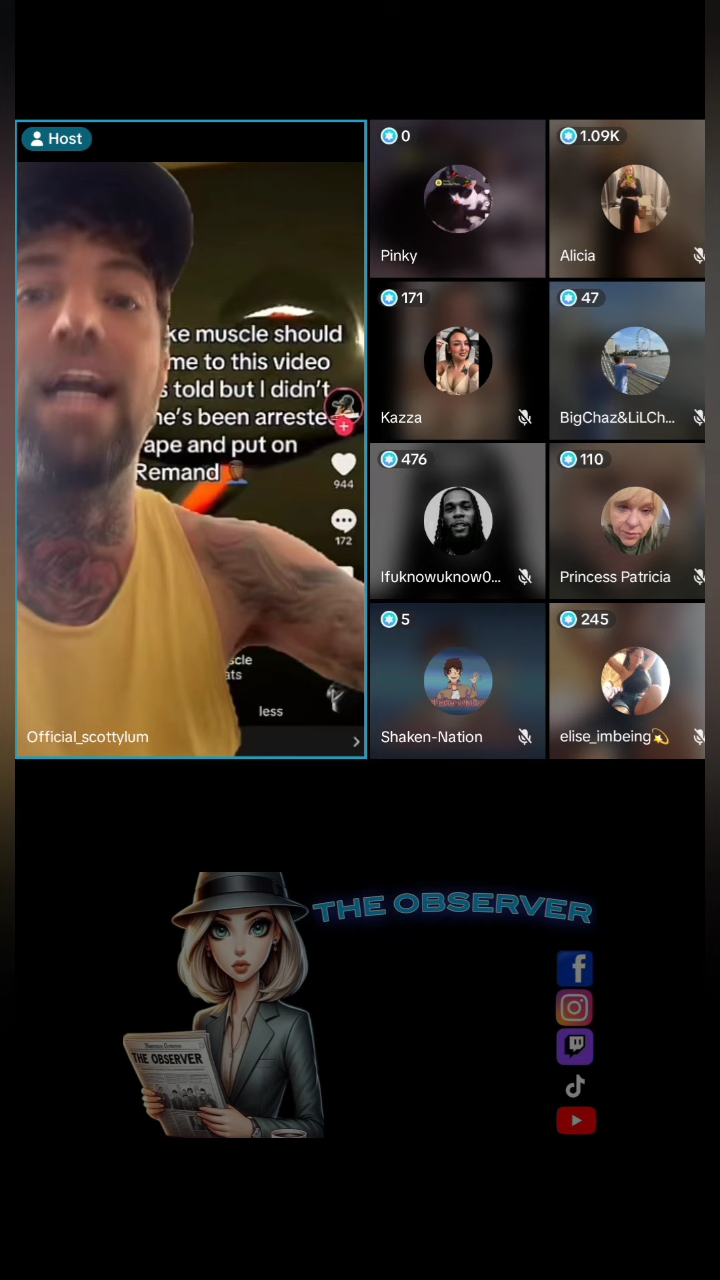 Host
ke muscle should
me to this video
s told but I didn't
he's been arreste
ape and put on
Remand
944
172
scle
ats
less
Official_scottylum
0
Pinky
1.09K
Alicia
171
Kazza
47
BigChaz&LiLCh...
476
Ifuknowuknow0...
110
Princess Patricia
5
Shaken-Nation
245
elise_imbeing💫
THE OBSERVER
THE OBSERVER